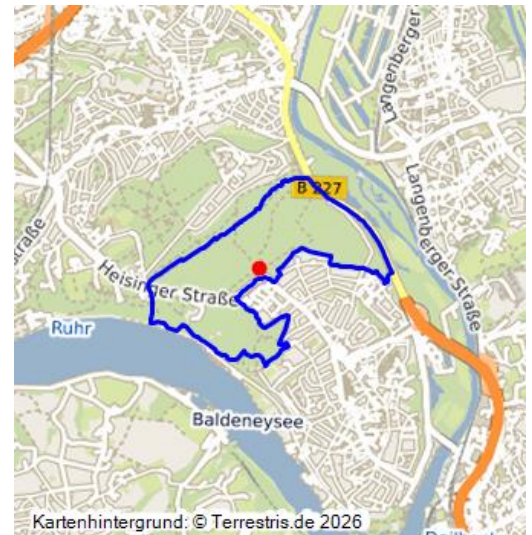 Langenberger Straße
B 227
Langenberger Straße
Heisinger Straße
Ruhr
Baldeneysee
Kartenhintergrund: © Terrestris.de 2026